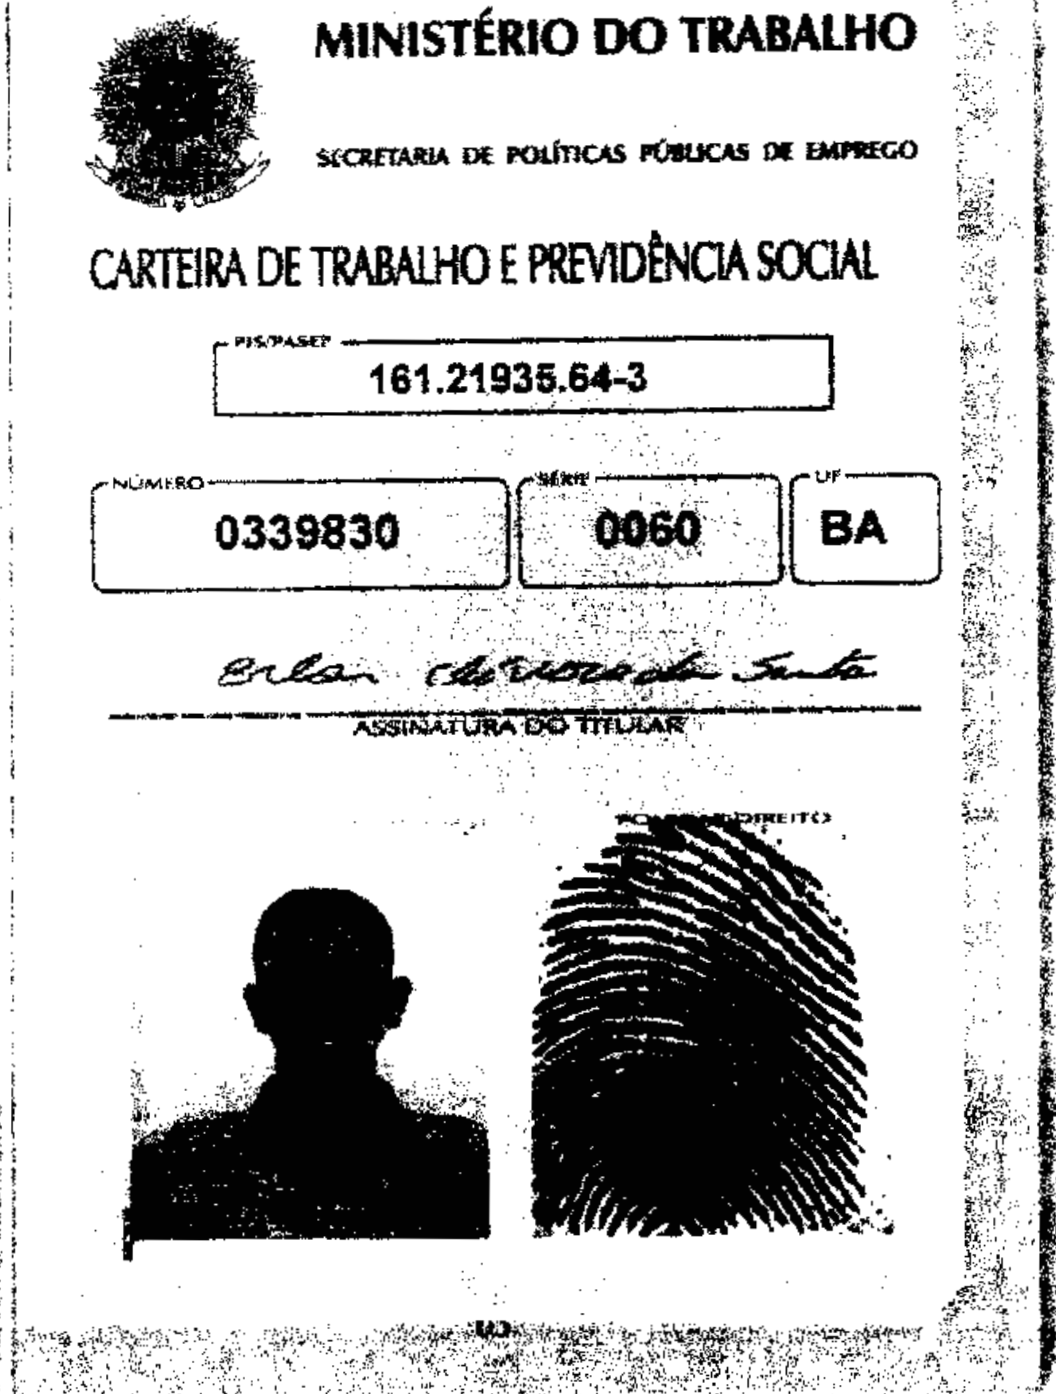 MINISTÉRIO DO TRABALHO
SECRETARIA DE POLÍTICAS PÚBLICAS DE EMPREGO
CARTEIRA DE TRABALHO E PREVIDÊNCIA SOCIAL
PIS/PASEP
161.21935.64-3
NÚMERO SÉRIE UF
0339830 0060 BA
Erlan
ASSINATURA DO TITULAR
DIREITO